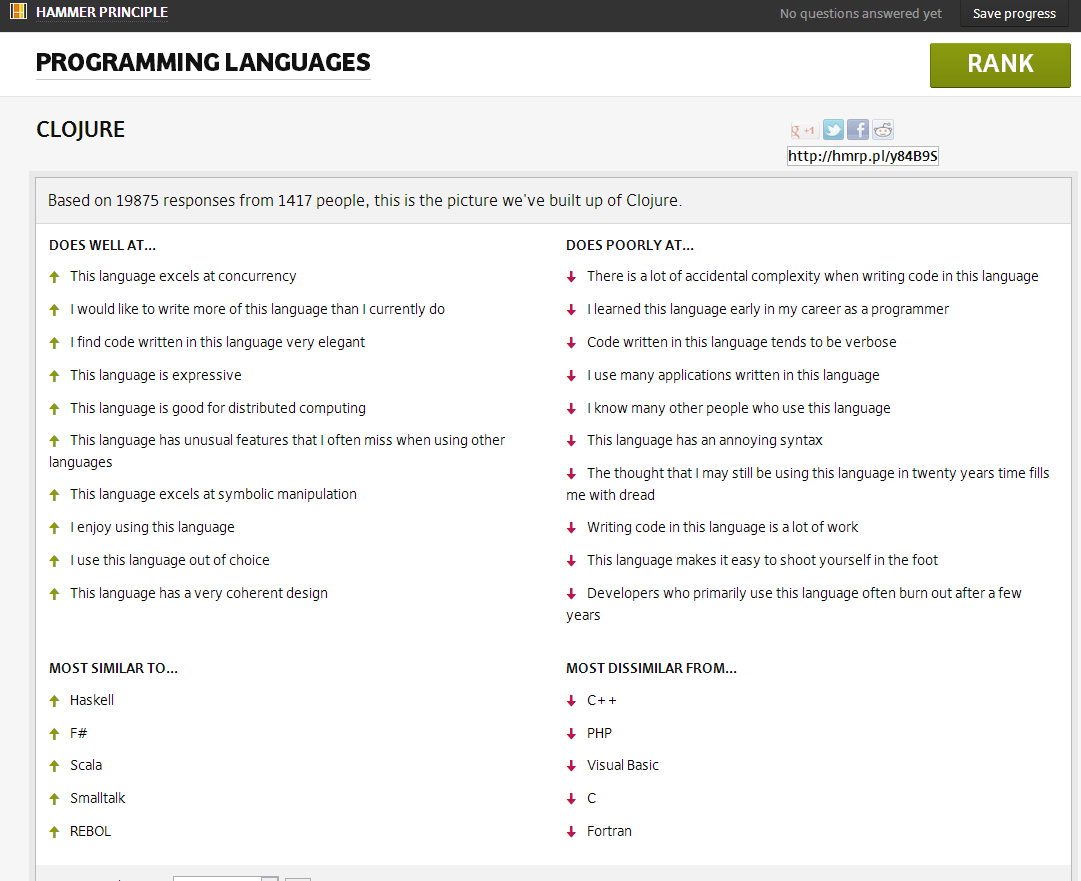 HAMMER PRINCIPLE
No questions answered yet
Save progress
PROGRAMMING LANGUAGES
RANK
CLOJURE
+1
http://hmrp.pl/y84B9S
Based on 19875 responses from 1417 people, this is the picture we've built up of Clojure.
DOES WELL AT...
This language excels at concurrency
I would like to write more of this language than I currently do
I find code written in this language very elegant
This language is expressive
This language is good for distributed computing
This language has unusual features that I often miss when using other
languages
This language excels at symbolic manipulation
I enjoy using this language
I use this language out of choice
This language has a very coherent design
DOES POORLY AT...
There is a lot of accidental complexity when writing code in this language
I learned this language early in my career as a programmer
Code written in this language tends to be verbose
I use many applications written in this language
I know many other people who use this language
This language has an annoying syntax
The thought that I may still be using this language in twenty years time fills
me with dread
Writing code in this language is a lot of work
This language makes it easy to shoot yourself in the foot
Developers who primarily use this language often burn out after a few
years
MOST SIMILAR TO...
Haskell
F#
Scala
Smalltalk
REBOL
MOST DISSIMILAR FROM...
C++
PHP
Visual Basic
C
Fortran